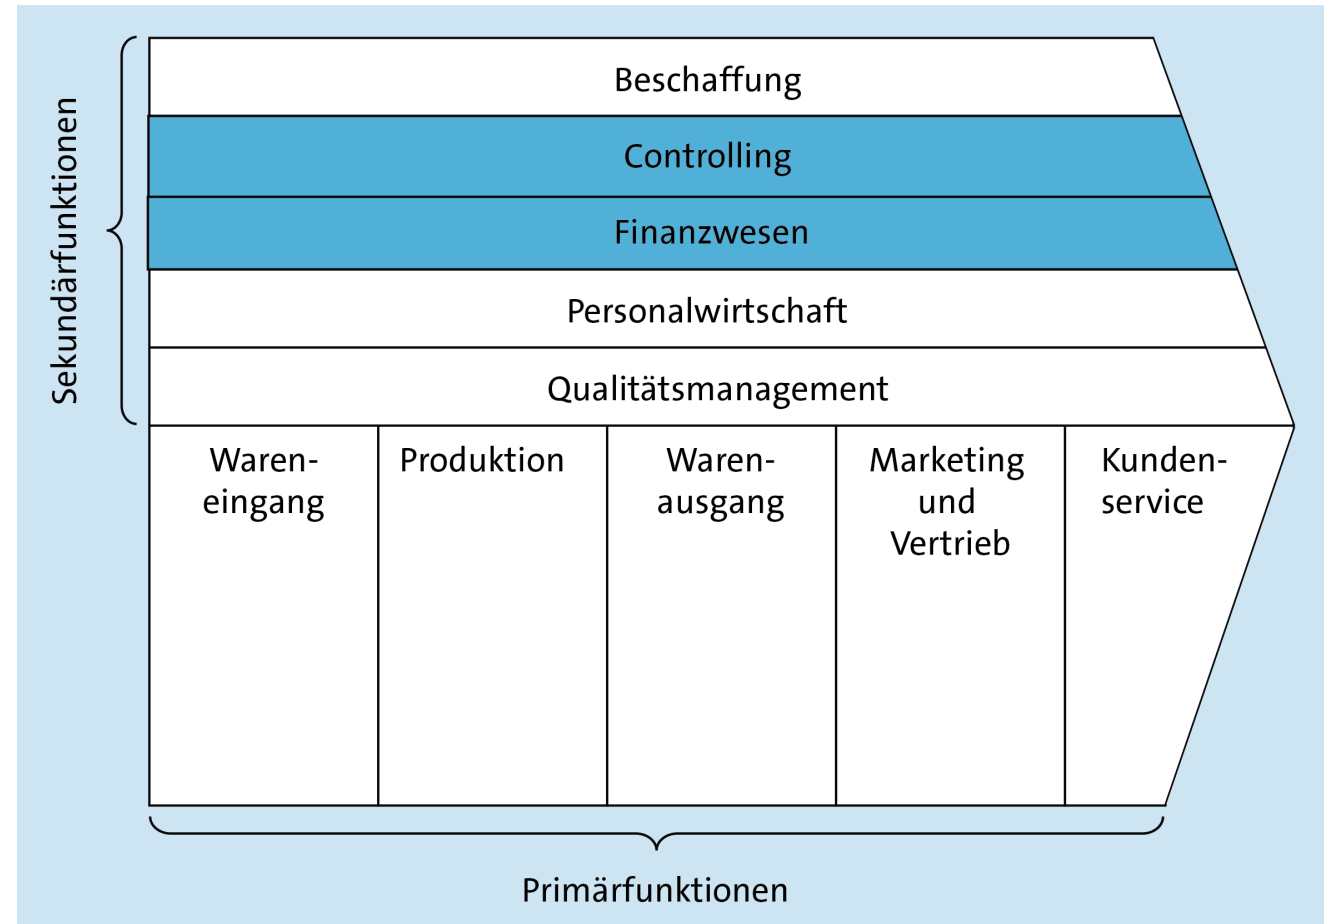 Sekundärfunktionen
Beschaffung
Controlling
Finanzwesen
Personalwirtschaft
Qualitätsmanagement
Waren-
eingang
Produktion
Waren-
ausgang
Marketing
und
Vertrieb
Kunden-
service
Primärfunktionen